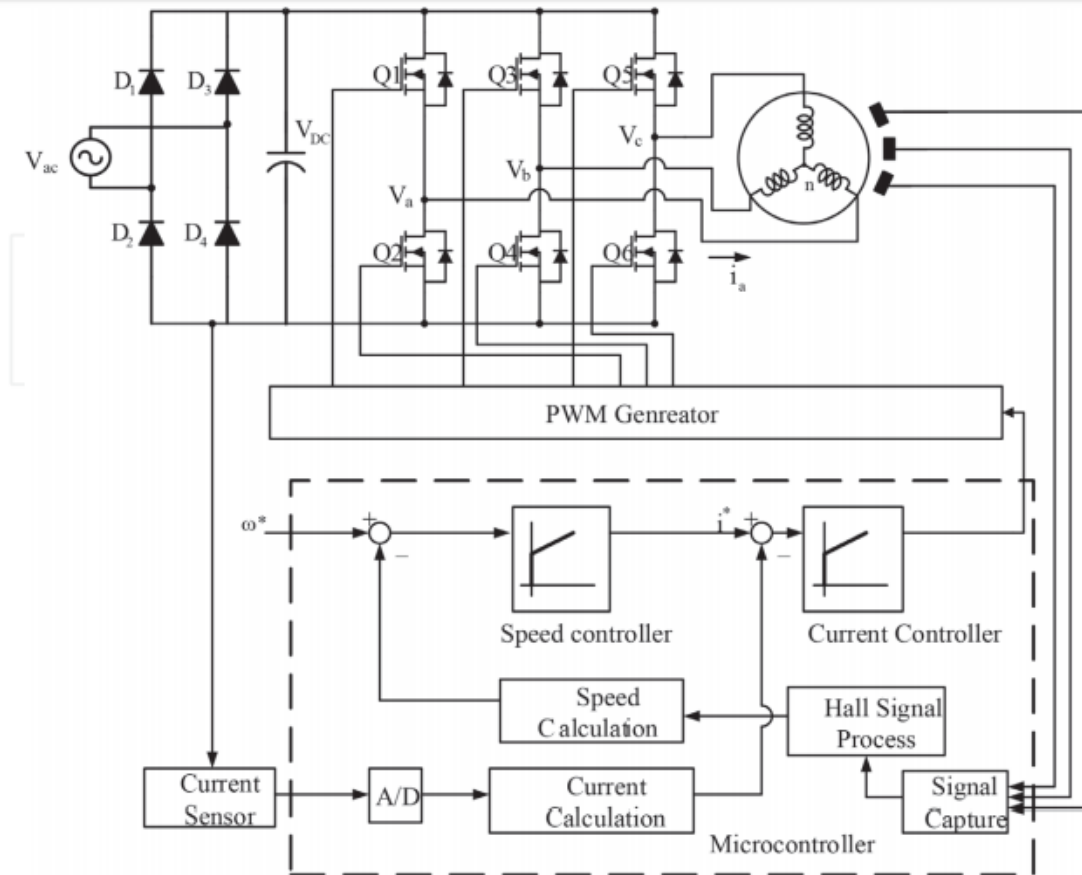 D1
D3
Vac
D2
D4
VDC
Q1
Q3
Q5
Vc
Vb
Va
n
Q2
Q4
Q6
ia
PWM Genreator
ω*
+
−
i*
+
−
Speed controller
Current Controller
Speed
Calculation
Hall Signal
Process
Current
Sensor
A/D
Current
Calculation
Signal
Capture
Microcontroller